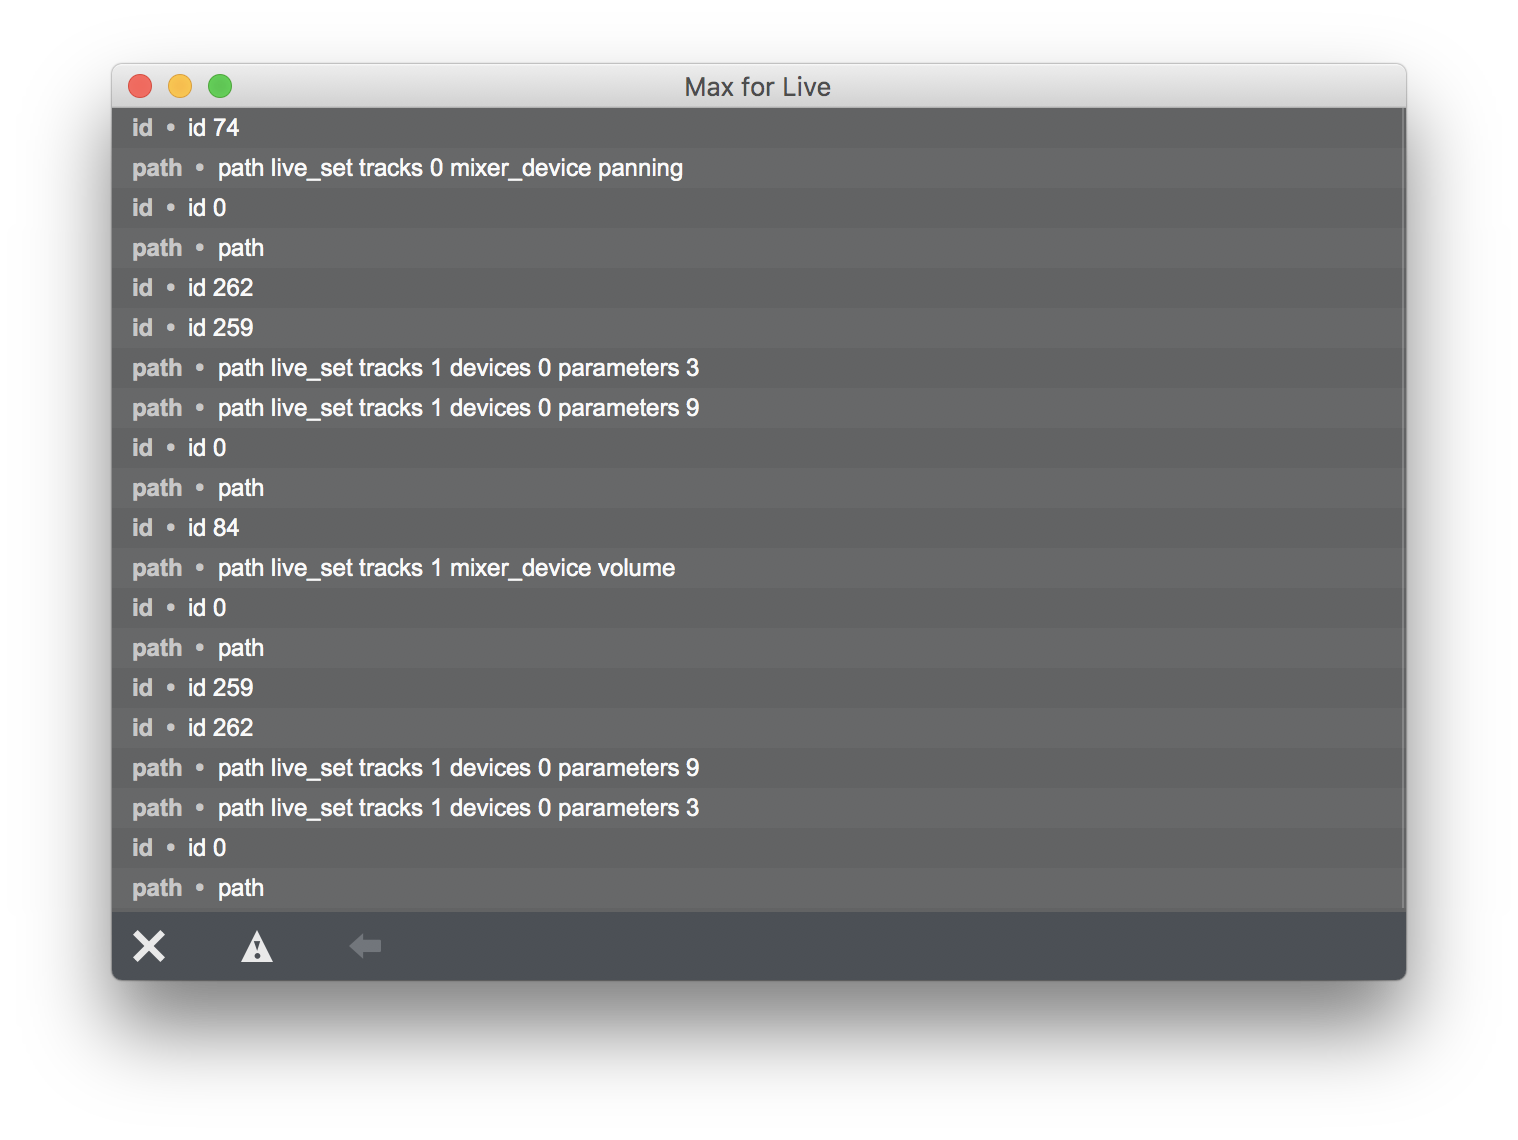 Max for Live
id • id 74
path • path live_set tracks 0 mixer_device panning
id • id 0
path • path
id • id 262
id • id 259
path • path live_set tracks 1 devices 0 parameters 3
path • path live_set tracks 1 devices 0 parameters 9
id • id 0
path • path
id • id 84
path • path live_set tracks 1 mixer_device volume
id • id 0
path • path
id • id 259
id • id 262
path • path live_set tracks 1 devices 0 parameters 9
path • path live_set tracks 1 devices 0 parameters 3
id • id 0
path • path